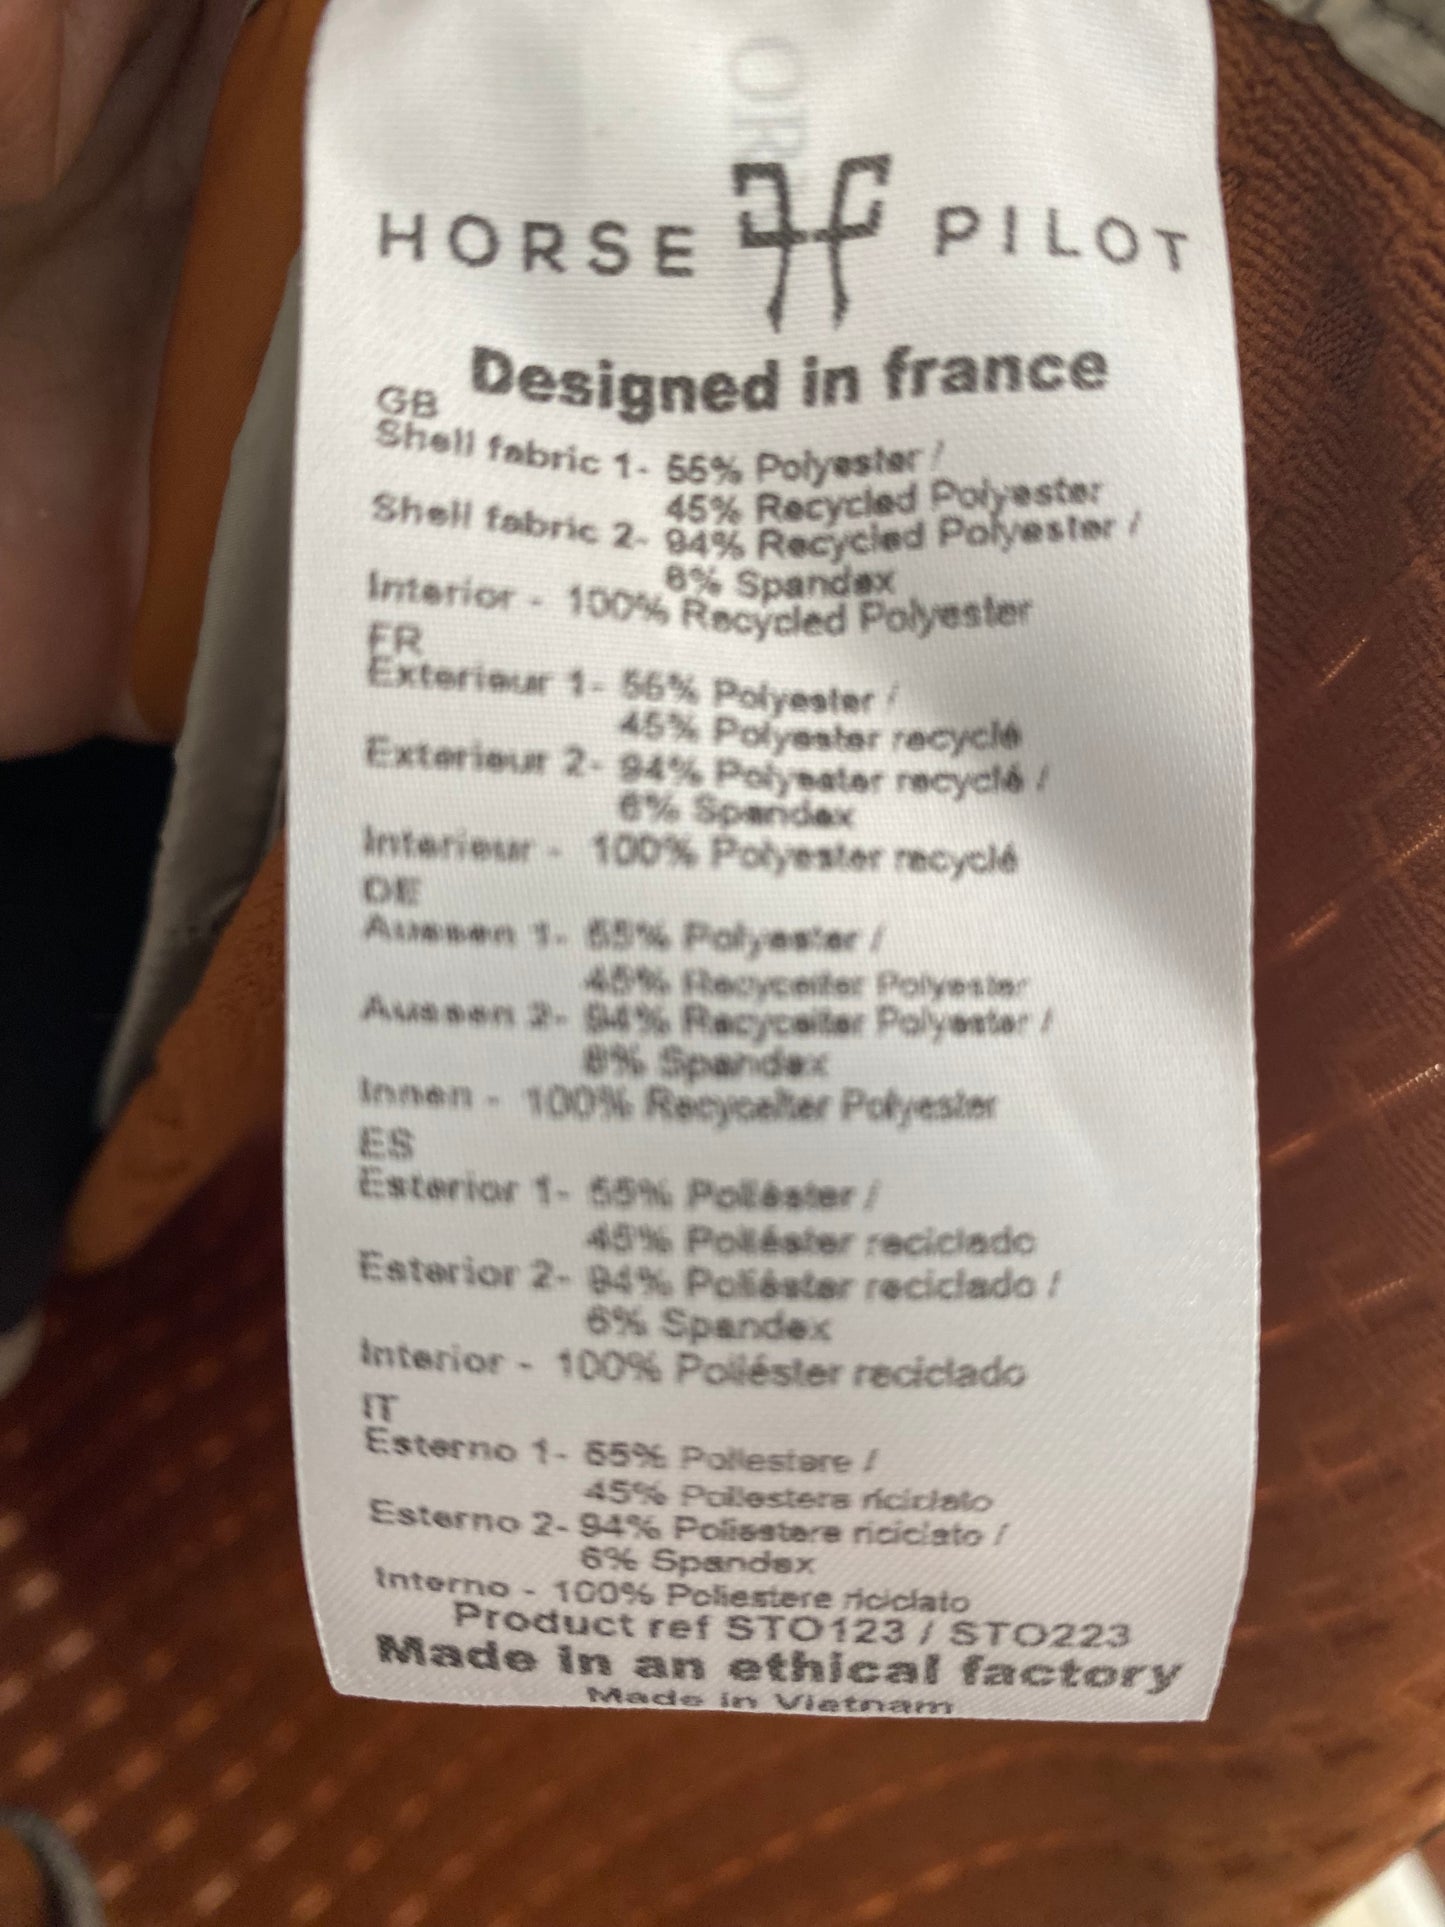 HORSE PILOT
Designed in france
GB
Shell fabric 1- 55% Polyester /
45% Recycled Polyester
Shell fabric 2- 94% Recycled Polyester /
6% Spandex
Interior - 100% Recycled Polyester
FR
Exterieur 1- 55% Polyester /
45% Polyester recyclé
Exterieur 2- 94% Polyester recyclé /
6% Spandex
Interieur - 100% Polyester recyclé
DE
Aussen 1- 55% Polyester /
45% Recycelter Polyester
Aussen 2- 94% Recycelter Polyester /
6% Spandex
Innen - 100% Recycelter Polyester
ES
Esterior 1- 55% Poliéster /
45% Poliéster reciclado
Esterior 2- 94% Poliéster reciclado /
6% Spandex
Interior - 100% Poliéster reciclado
IT
Esterno 1- 55% Poliestere /
45% Poliestere riciclato
Esterno 2- 94% Poliestere riciclato /
6% Spandex
Interno - 100% Poliestere riciclato
Product ref STO123 / STO223
Made in an ethical factory
Made in Vietnam